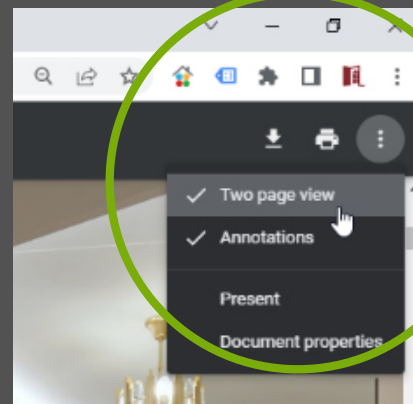 Two page view
Annotations
Present
Document properties